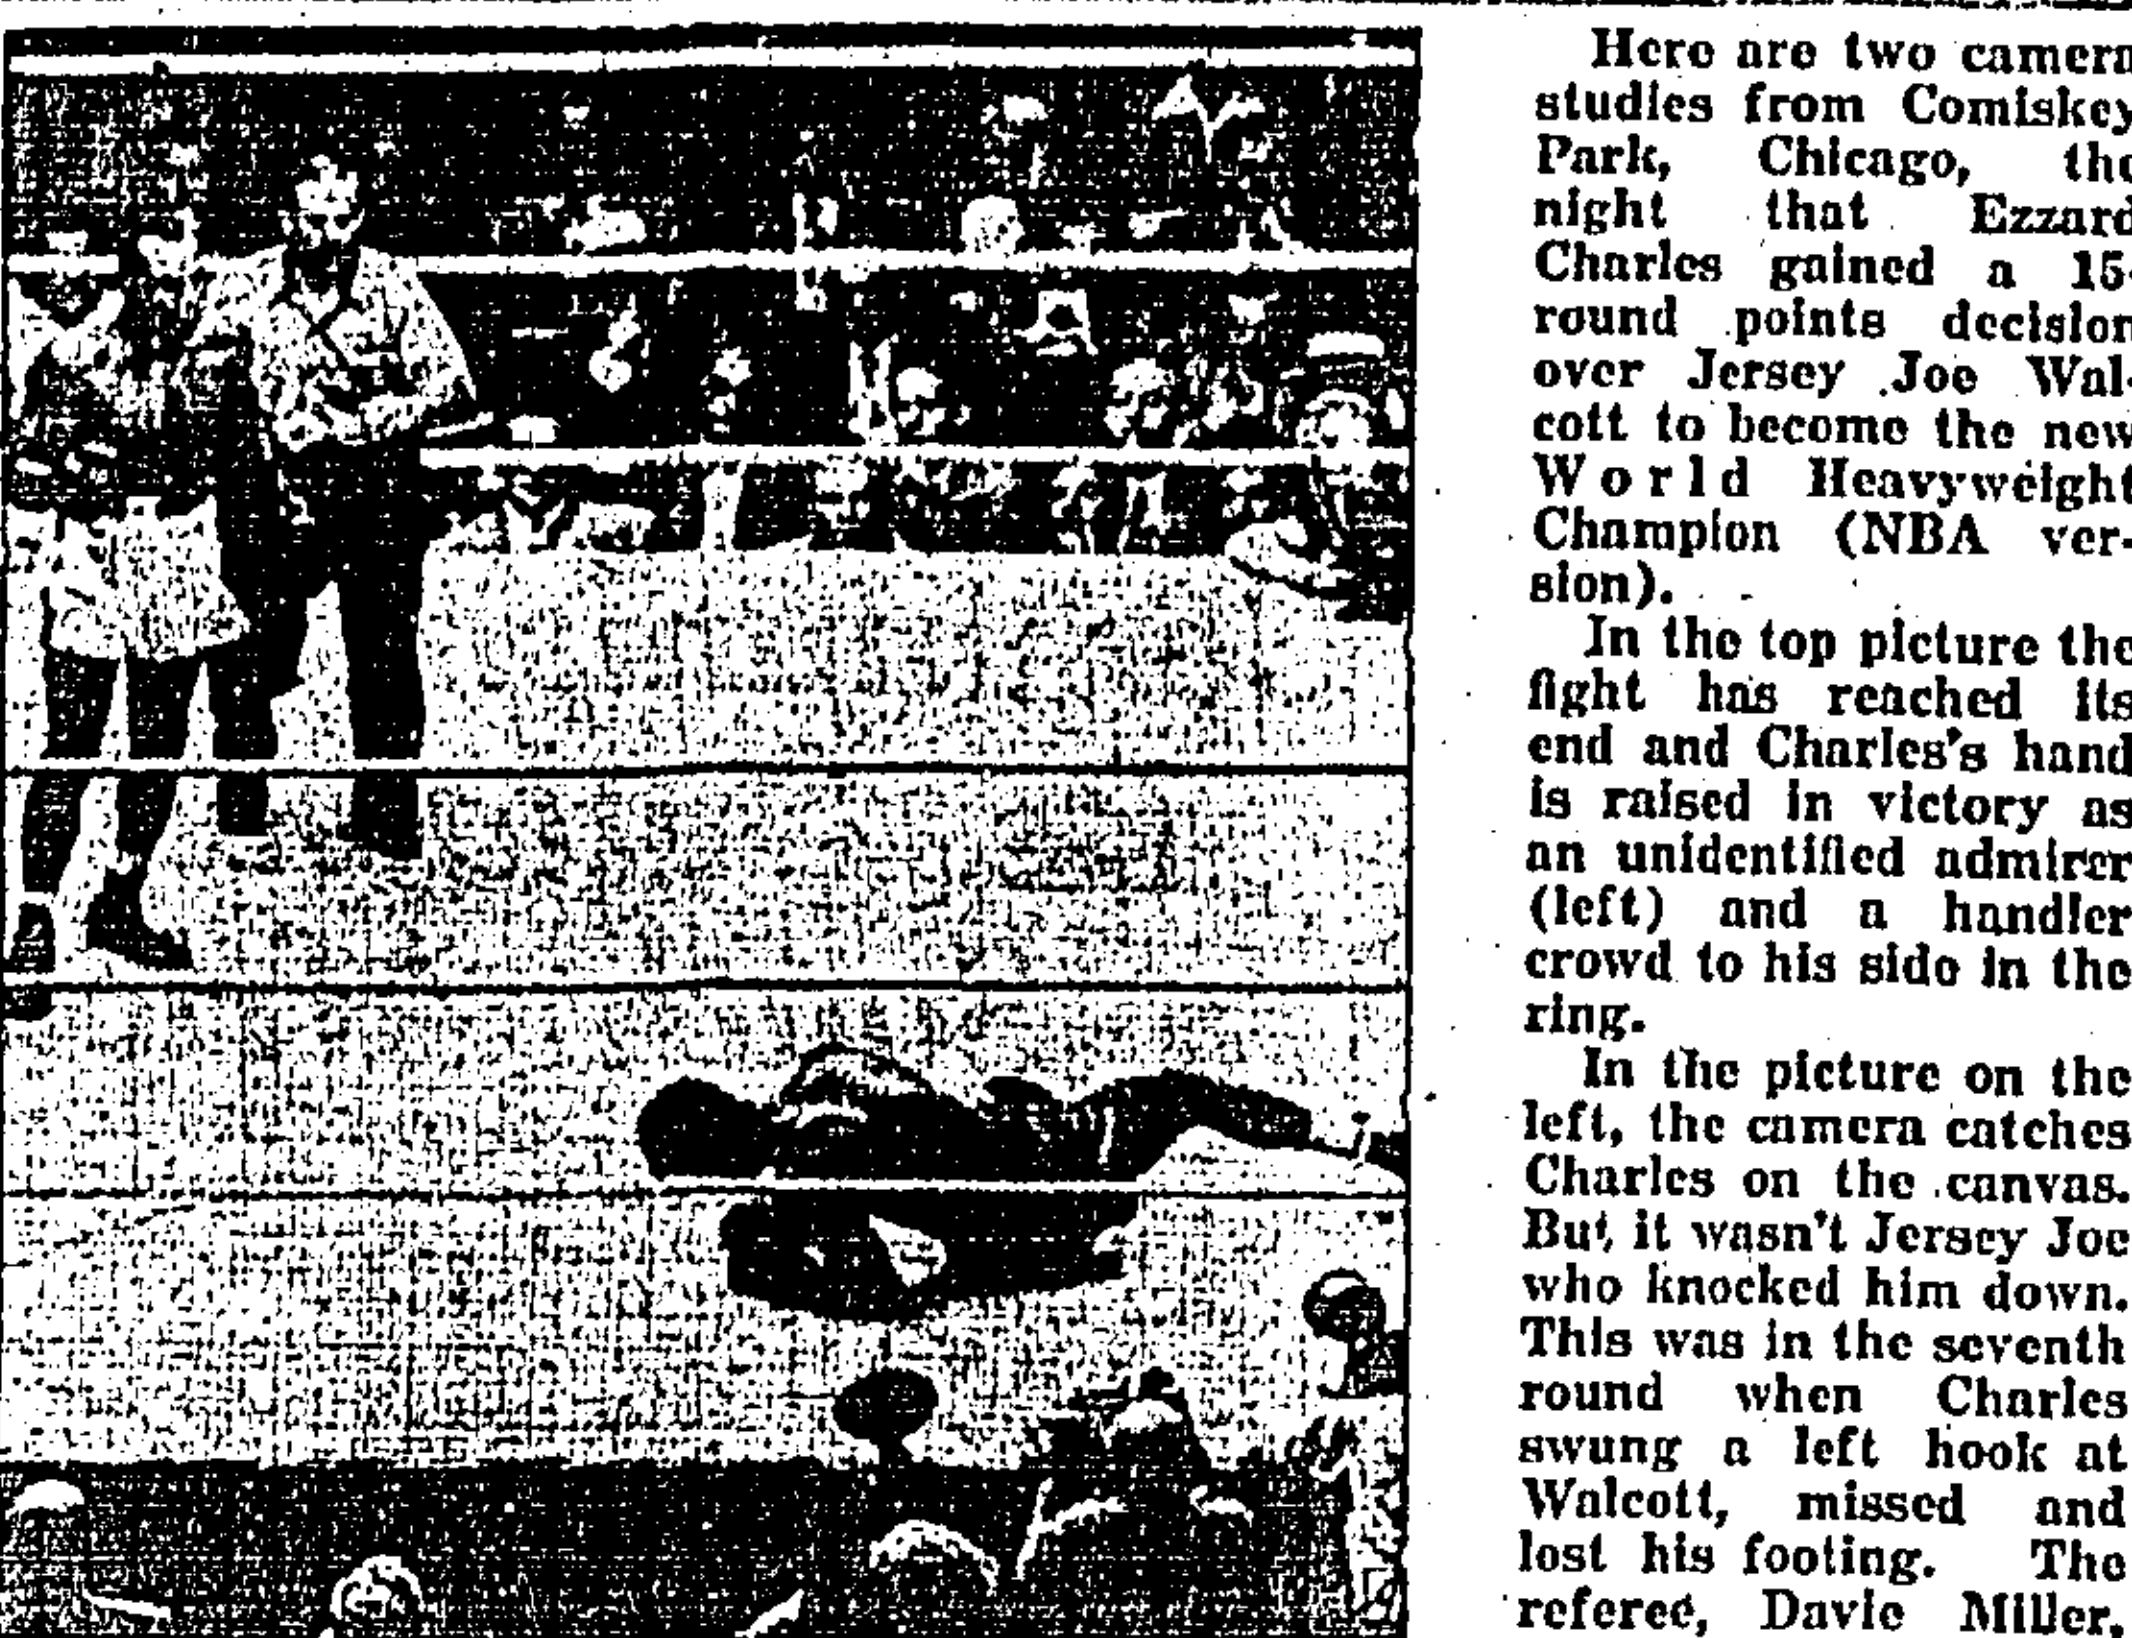 Here are two camera
studies from Comiskey
Park, Chicago, the
night that Ezzard
Charles gained a 15-
round points decision
over Jersey Joe Wal-
cott to become the new
World Heavyweight
Champion (NBA ver-
sion).
In the top picture the
fight has reached its
end and Charles's hand
is raised in victory as
an unidentified admirer
(left) and a handler
crowd to his side in the
ring.
In the picture on the
left, the camera catches
Charles on the canvas.
But it wasn't Jersey Joe
who knocked him down.
This was in the seventh
round when Charles
swung a left hook at
Walcott, missed and
lost his footing. The
referee, Davie Miller,